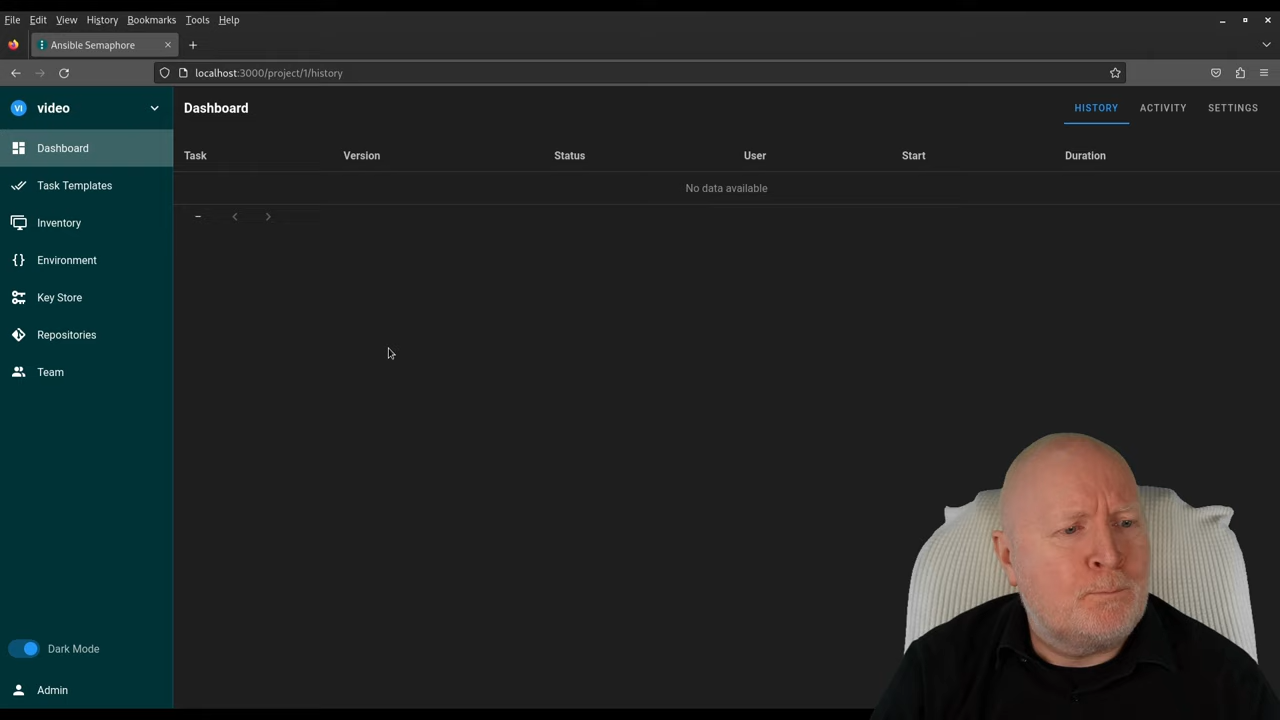 File Edit View History Bookmarks Tools Help
Ansible Semaphore
localhost:3000/project/1/history
VI video
Dashboard
HISTORY ACTIVITY SETTINGS
Dashboard
Task Templates
Inventory
Environment
Key Store
Repositories
Team
Task Version Status User Start Duration
No data available
–
Dark Mode
Admin